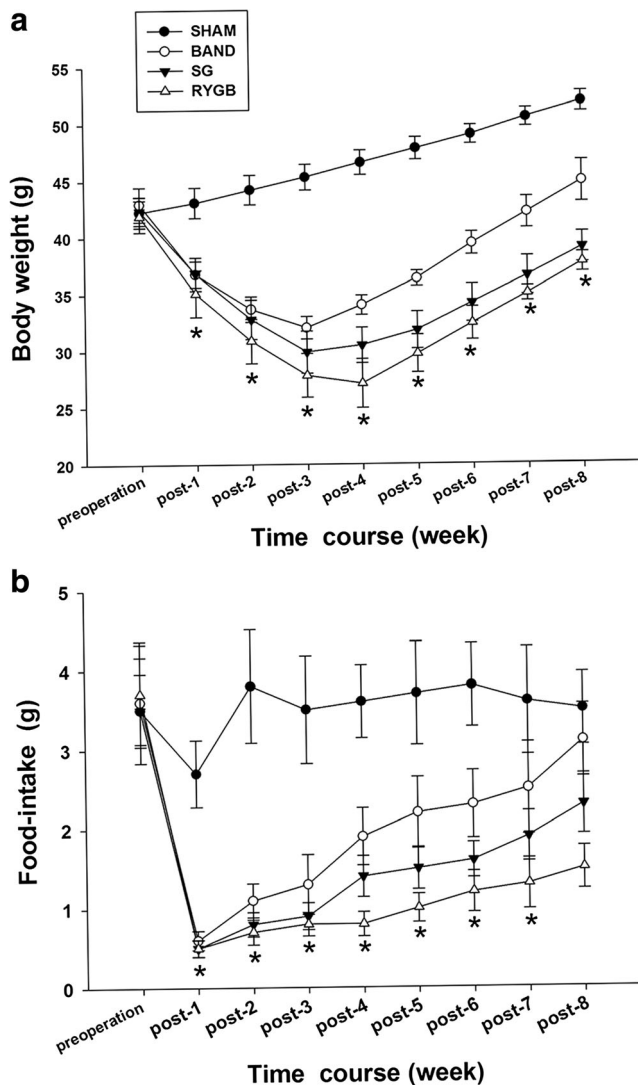 a
SHAM
BAND
SG
RYGB
55
50
45
40
35
30
25
20
Body weight (g)
* * * * * * * *
preoperation post-1 post-2 post-3 post-4 post-5 post-6 post-7 post-8
Time course (week)
b
5
4
3
2
1
0
Food-intake (g)
* * * * * * *
preoperation post-1 post-2 post-3 post-4 post-5 post-6 post-7 post-8
Time course (week)